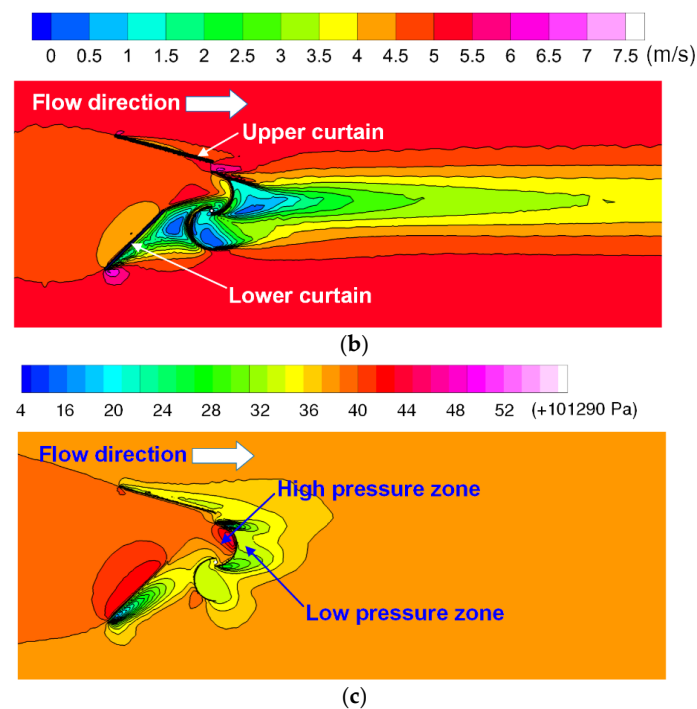 0 0.5 1 1.5 2 2.5 3 3.5 4 4.5 5 5.5 6 6.5 7 7.5 (m/s)
Flow direction
Upper curtain
Lower curtain
(b)
4 16 20 24 28 32 36 40 44 48 52 (+101290 Pa)
Flow direction
High pressure zone
Low pressure zone
(c)